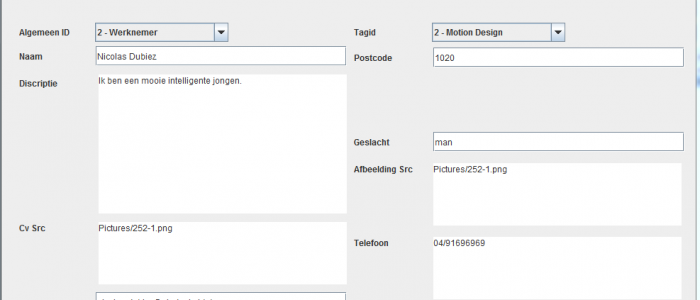 Algemeen ID 2 - Werknemer Tagid 2 - Motion Design
Naam Nicolas Dubiez Postcode 1020
Discriptie Ik ben een mooie intelligente jongen.
Geslacht man
Afbeelding Src Pictures/252-1.png
Cv Src Pictures/252-1.png
Telefoon 04/91696969